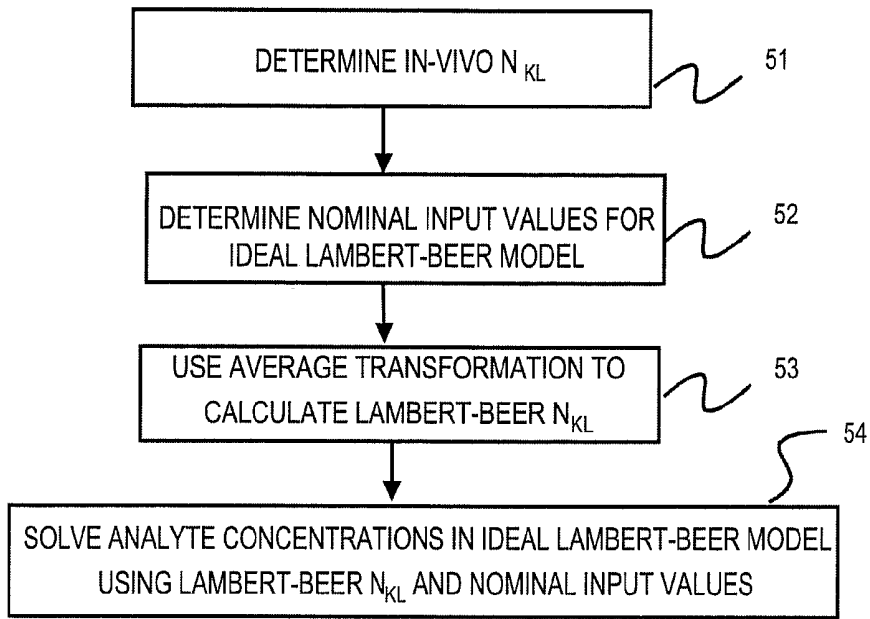 DETERMINE IN-VIVO N KL
51
DETERMINE NOMINAL INPUT VALUES FOR
IDEAL LAMBERT-BEER MODEL
52
USE AVERAGE TRANSFORMATION TO
CALCULATE LAMBERT-BEER NKL
53
54
SOLVE ANALYTE CONCENTRATIONS IN IDEAL LAMBERT-BEER MODEL
USING LAMBERT-BEER NKL AND NOMINAL INPUT VALUES